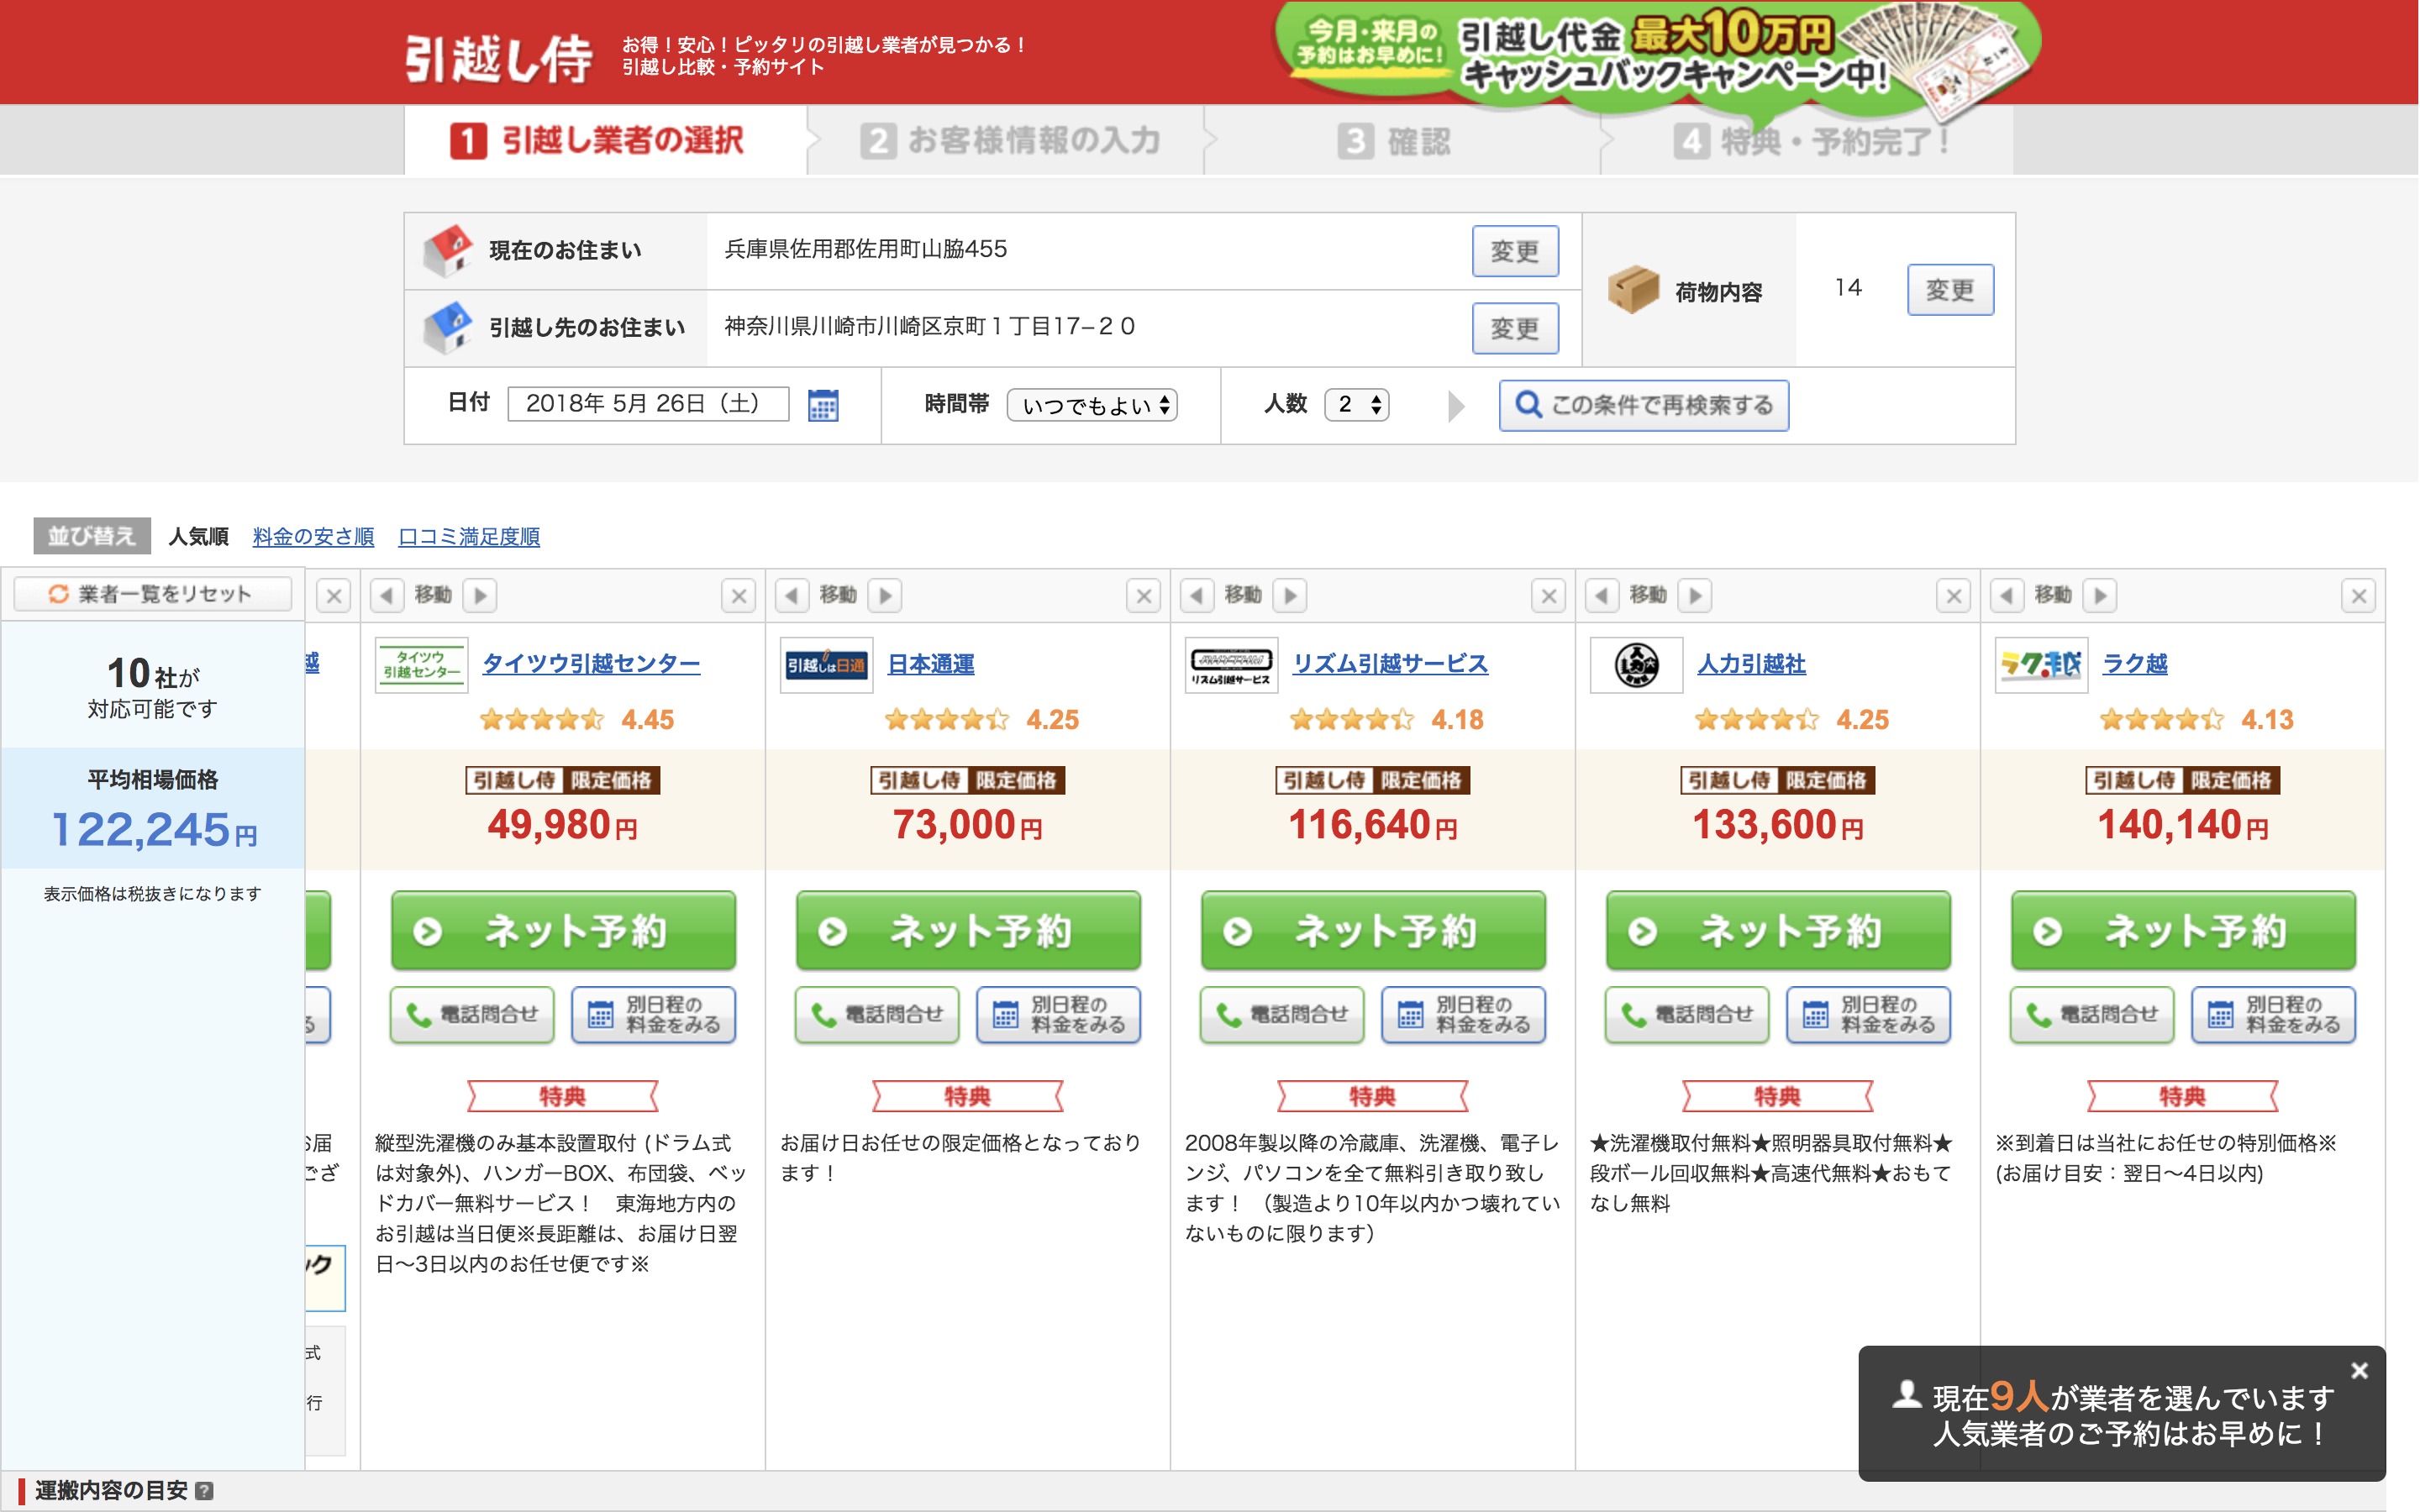 引越し侍
お得！安心！ピッタリの引越し業者が見つかる！
引越し比較・予約サイト
今月・来月の
予約はお早めに！
引越し代金 最大10万円
キャッシュバックキャンペーン中！
1 引越し業者の選択
2 お客様情報の入力
3 確認
4 特典・予約完了！
現在のお住まい
兵庫県佐用郡佐用町山脇455
変更
引越し先のお住まい
神奈川県川崎市川崎区京町１丁目17−２０
変更
荷物内容
14
変更
日付
2018年 5月 26日（土）
時間帯
いつでもよい
人数
2
この条件で再検索する
並び替え 人気順 料金の安さ順 口コミ満足度順
業者一覧をリセット
10社が
対応可能です
平均相場価格
122,245円
表示価格は税抜きになります
越
る
お届
ござ
ック
式
行
移動
タイツウ
引越センター
タイツウ引越センター
4.45
引越し侍 限定価格
49,980円
ネット予約
電話問合せ
別日程の
料金をみる
特典
縦型洗濯機のみ基本設置取付 (ドラム式
は対象外)、ハンガーBOX、布団袋、ベッ
ドカバー無料サービス！　東海地方内の
お引越は当日便※長距離は、お届け日翌
日〜3日以内のお任せ便です※
移動
引越しは日通
日本通運
4.25
引越し侍 限定価格
73,000円
ネット予約
電話問合せ
別日程の
料金をみる
特典
お届け日お任せの限定価格となっており
ます！
移動
リズム引越サービス
リズム引越サービス
4.18
引越し侍 限定価格
116,640円
ネット予約
電話問合せ
別日程の
料金をみる
特典
2008年製以降の冷蔵庫、洗濯機、電子レ
ンジ、パソコンを全て無料引き取り致し
ます！ （製造より10年以内かつ壊れてい
ないものに限ります）
移動
人力引越社
4.25
引越し侍 限定価格
133,600円
ネット予約
電話問合せ
別日程の
料金をみる
特典
★洗濯機取付無料★照明器具取付無料★
段ボール回収無料★高速代無料★おもて
なし無料
移動
ラク越
ラク越
4.13
引越し侍 限定価格
140,140円
ネット予約
電話問合せ
別日程の
料金をみる
特典
※到着日は当社にお任せの特別価格※
(お届け目安：翌日〜4日以内)
現在9人が業者を選んでいます
人気業者のご予約はお早めに！
運搬内容の目安 ?